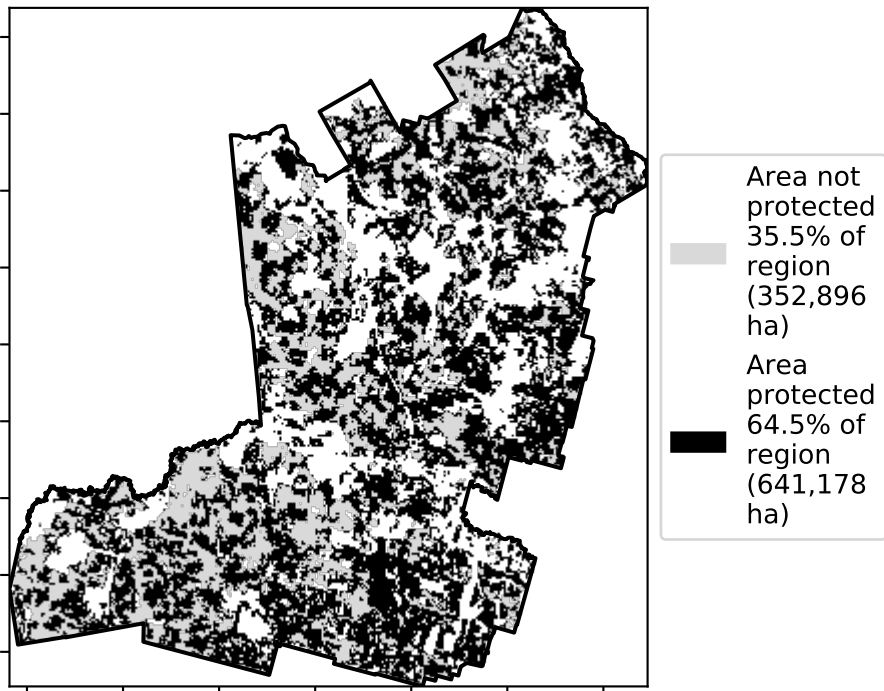 Area not
protected
35.5% of
region
(352,896
ha)
Area
protected
64.5% of
region
(641,178
ha)